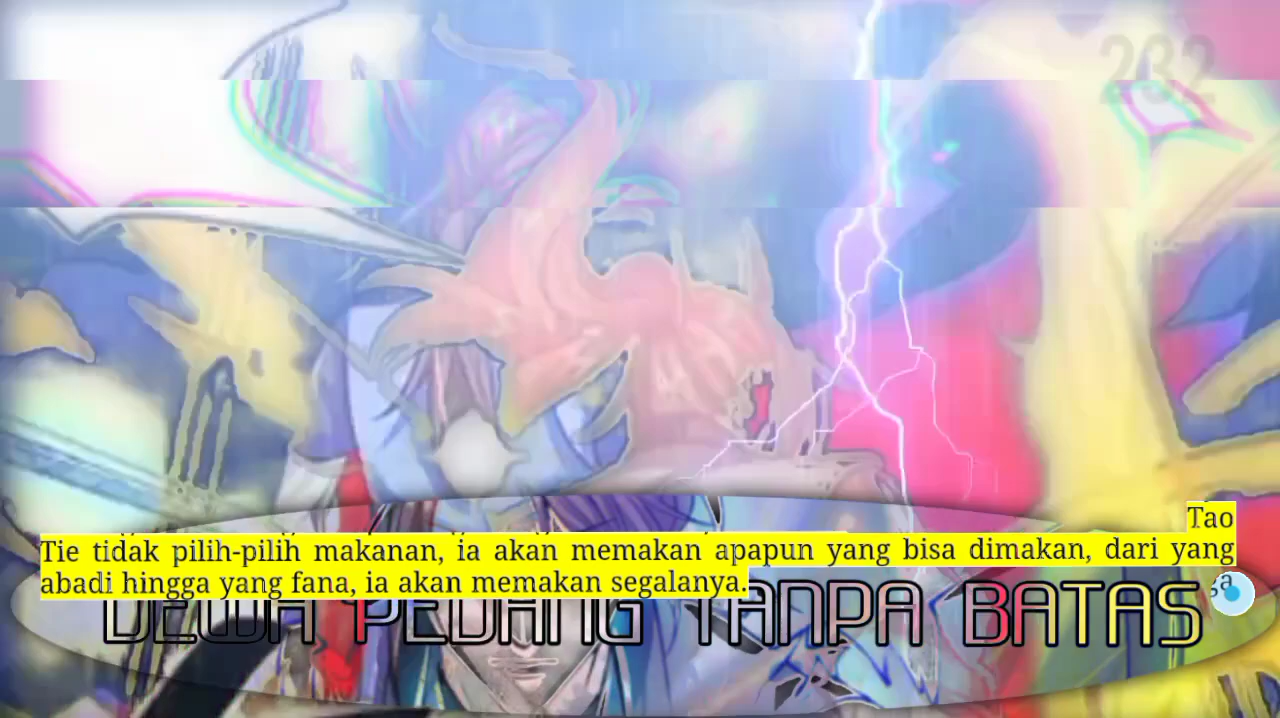 232
Tao
Tie tidak pilih-pilih makanan, ia akan memakan apapun yang bisa dimakan, dari yang
abadi hingga yang fana, ia akan memakan segalanya.
DEWA PEDANG TANPA BATAS